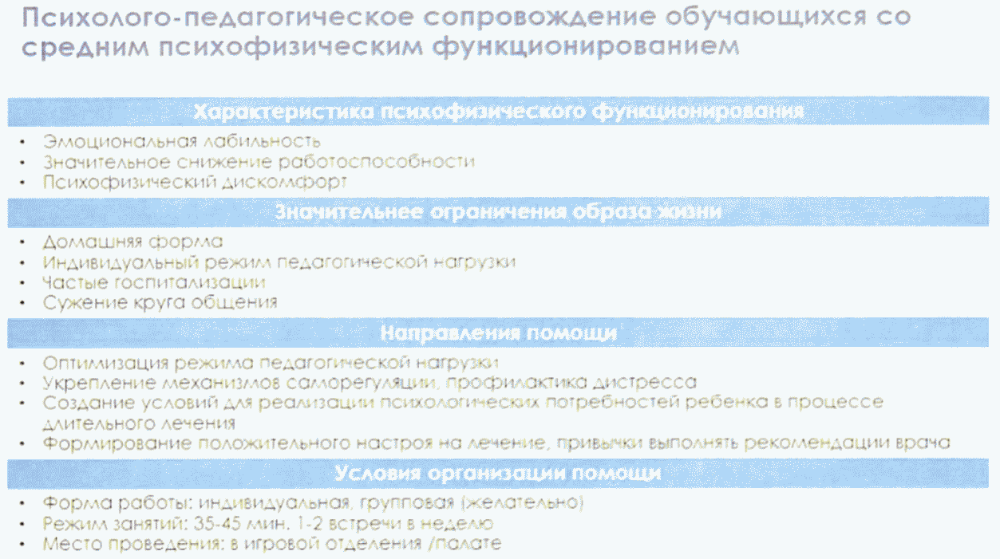 Психолого-педагогическое сопровождение обучающихся со
средним психофизическим функционированием
Характеристика психофизического функционирования
• Эмоциональная лабильность
• Значительное снижение работоспособности
• Психофизический дискомфорт
Значительнее ограничения образа жизни
• Домашняя форма
• Индивидуальный режим педагогической нагрузки
• Частые госпитализации
• Сужение круга общения
Направления помощи
• Оптимизация режима педагогической нагрузки
• Укрепление механизмов саморегуляции, профилактика дистресса
• Создание условий для реализации психологических потребностей ребенка в процессе
длительного лечения
• Формирование положительного настроя на лечение, привычки выполнять рекомендации врача
Условия организации помощи
• Форма работы: индивидуальная, групповая (желательно)
• Режим занятий: 35-45 мин. 1-2 встречи в неделю
• Место проведения: в игровой отделения /палате